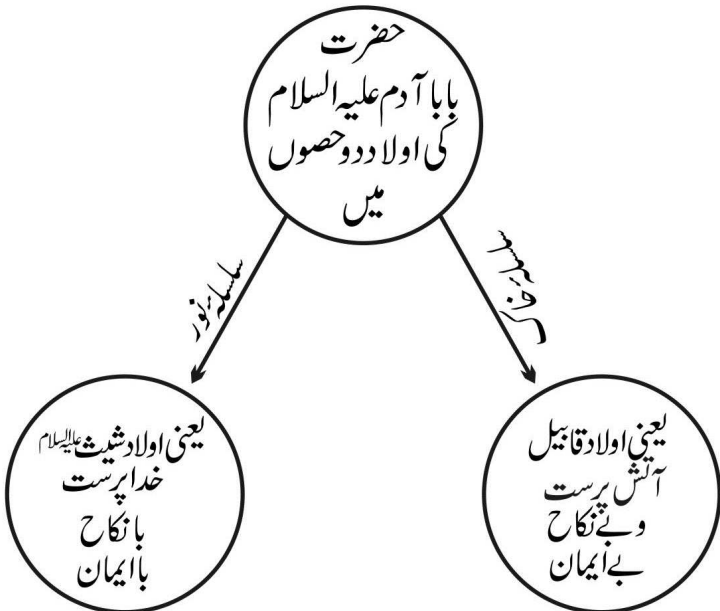 حضرت
بابا آدم علیہ السلام
کی اولاد دو حصوں
میں
سلسلۂ خاک
سلسلۂ نور
یعنی اولاد قابیل
آتش پرست
و بے نکاح
بے ایمان
یعنی اولاد شیث علیہ السلام
خدا پرست
با نکاح
با ایمان